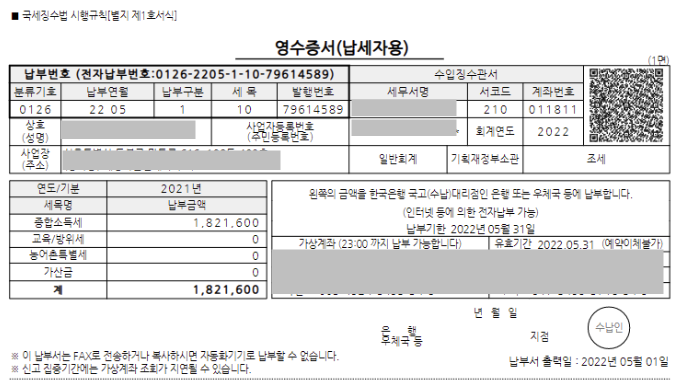 ■ 국세징수법 시행규칙[별지 제1호서식]
영수증서(납세자용)
(1면)
납부번호 (전자납부번호:0126-2205-1-10-79614589) 수입징수관서
분류기호 납부연월 납부구분 세 목 발행번호 세무서명 서코드 계좌번호
0126 22 05 1 10 79614589 210 011811
상호
(성명) 사업자등록번호
(주민등록번호) 회계연도 2022
사업장
(주소) 일반회계 기획재정부소관 조세
연도/기분 2021년
세목명 납부금액
종합소득세 1,821,600
교육/방위세 0
농어촌특별세 0
가산금 0
계 1,821,600
왼쪽의 금액을 한국은행 국고(수납)대리점인 은행 또는 우체국 등에 납부합니다.
(인터넷 등에 의한 전자납부 가능)
납부기한 2022년 05월 31일
가상계좌 (23:00 까지 납부 가능합니다) 유효기간 2022.05.31 (예약이체불가)
년 월 일
은 행
우체국 등 지점 수납인
※ 이 납부서는 FAX로 전송하거나 복사하시면 자동화기기로 납부할 수 없습니다.
※ 신고 집중기간에는 가상계좌 조회가 지연될 수 있습니다.
납부서 출력일 : 2022년 05월 01일